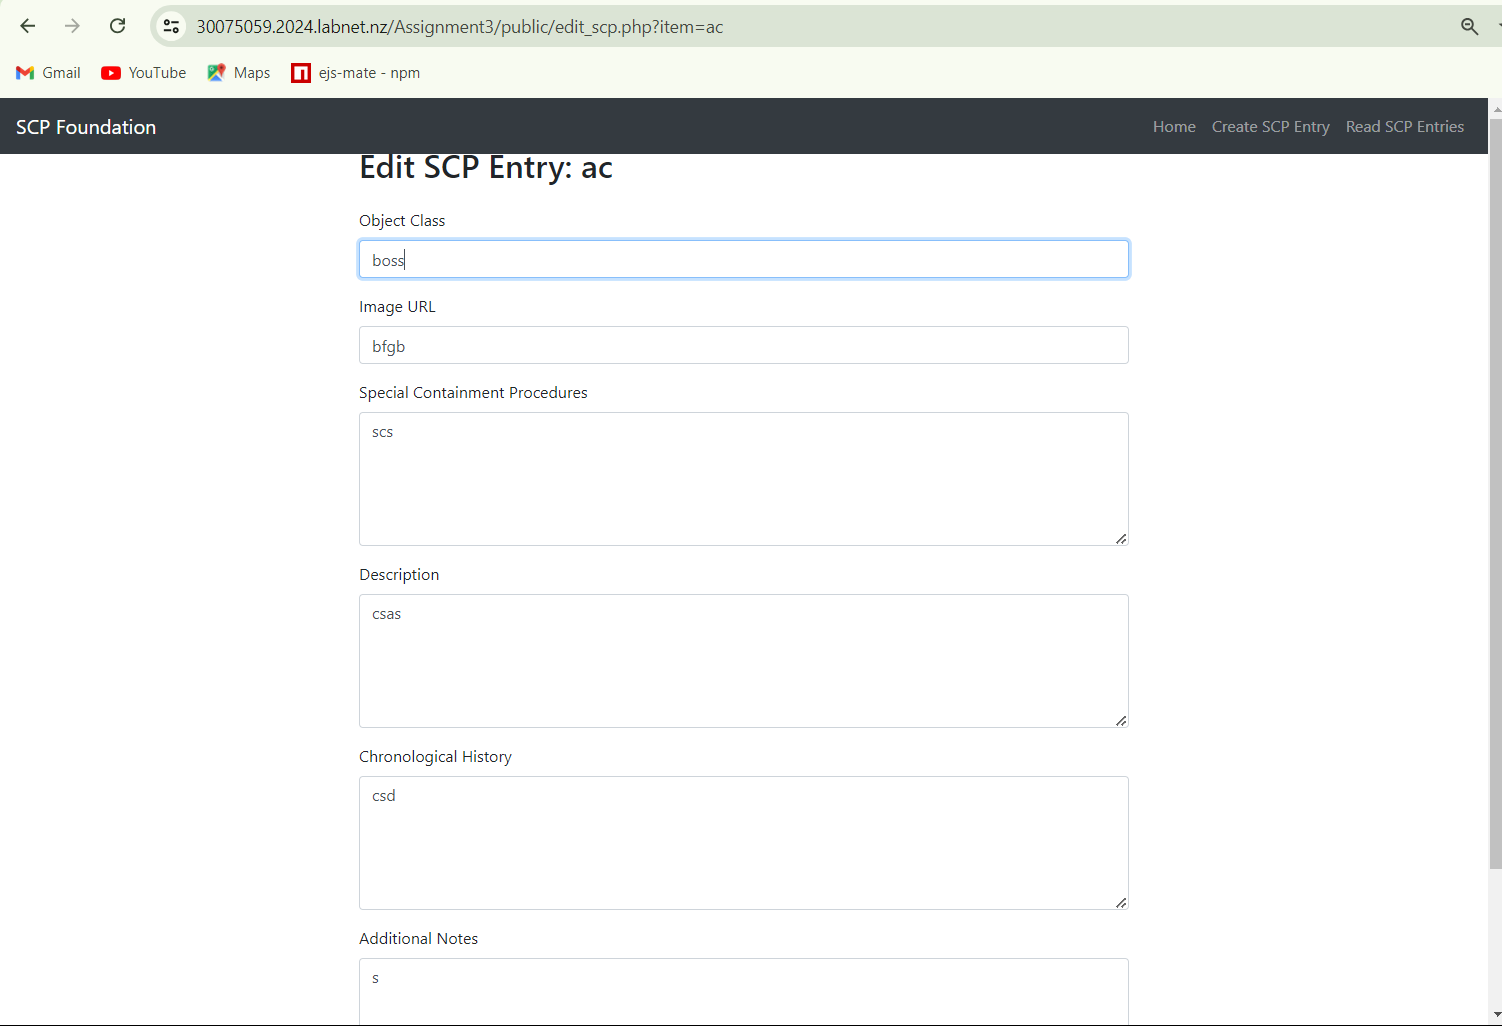 30075059.2024.labnet.nz/Assignment3/public/edit_scp.php?item=ac
Gmail YouTube Maps ejs-mate - npm
SCP Foundation Home Create SCP Entry Read SCP Entries
Edit SCP Entry: ac
Object Class
boss
Image URL
bfgb
Special Containment Procedures
scs
Description
csas
Chronological History
csd
Additional Notes
s